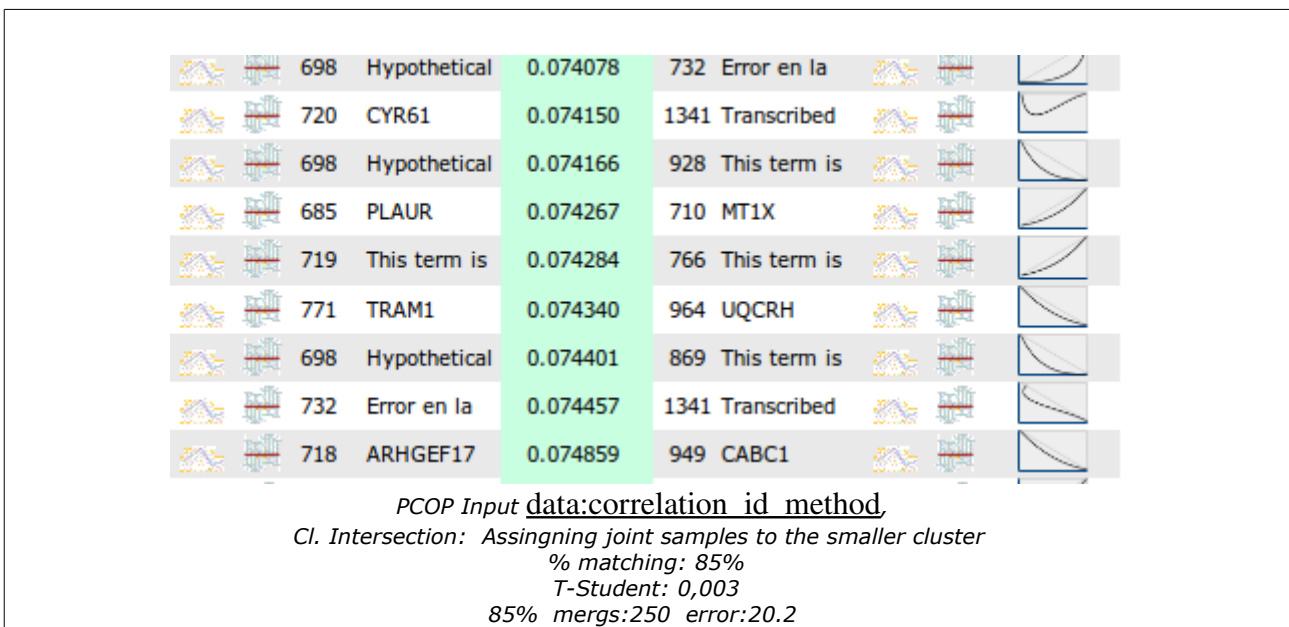 698 Hypothetical 0.074078 732 Error en la
720 CYR61 0.074150 1341 Transcribed
698 Hypothetical 0.074166 928 This term is
685 PLAUR 0.074267 710 MT1X
719 This term is 0.074284 766 This term is
771 TRAM1 0.074340 964 UQCRH
698 Hypothetical 0.074401 869 This term is
732 Error en la 0.074457 1341 Transcribed
718 ARHGEF17 0.074859 949 CABC1
PCOP Input data:correlation_id_method,
Cl. Intersection: Assingning joint samples to the smaller cluster
% matching: 85%
T-Student: 0,003
85% mergs:250 error:20.2